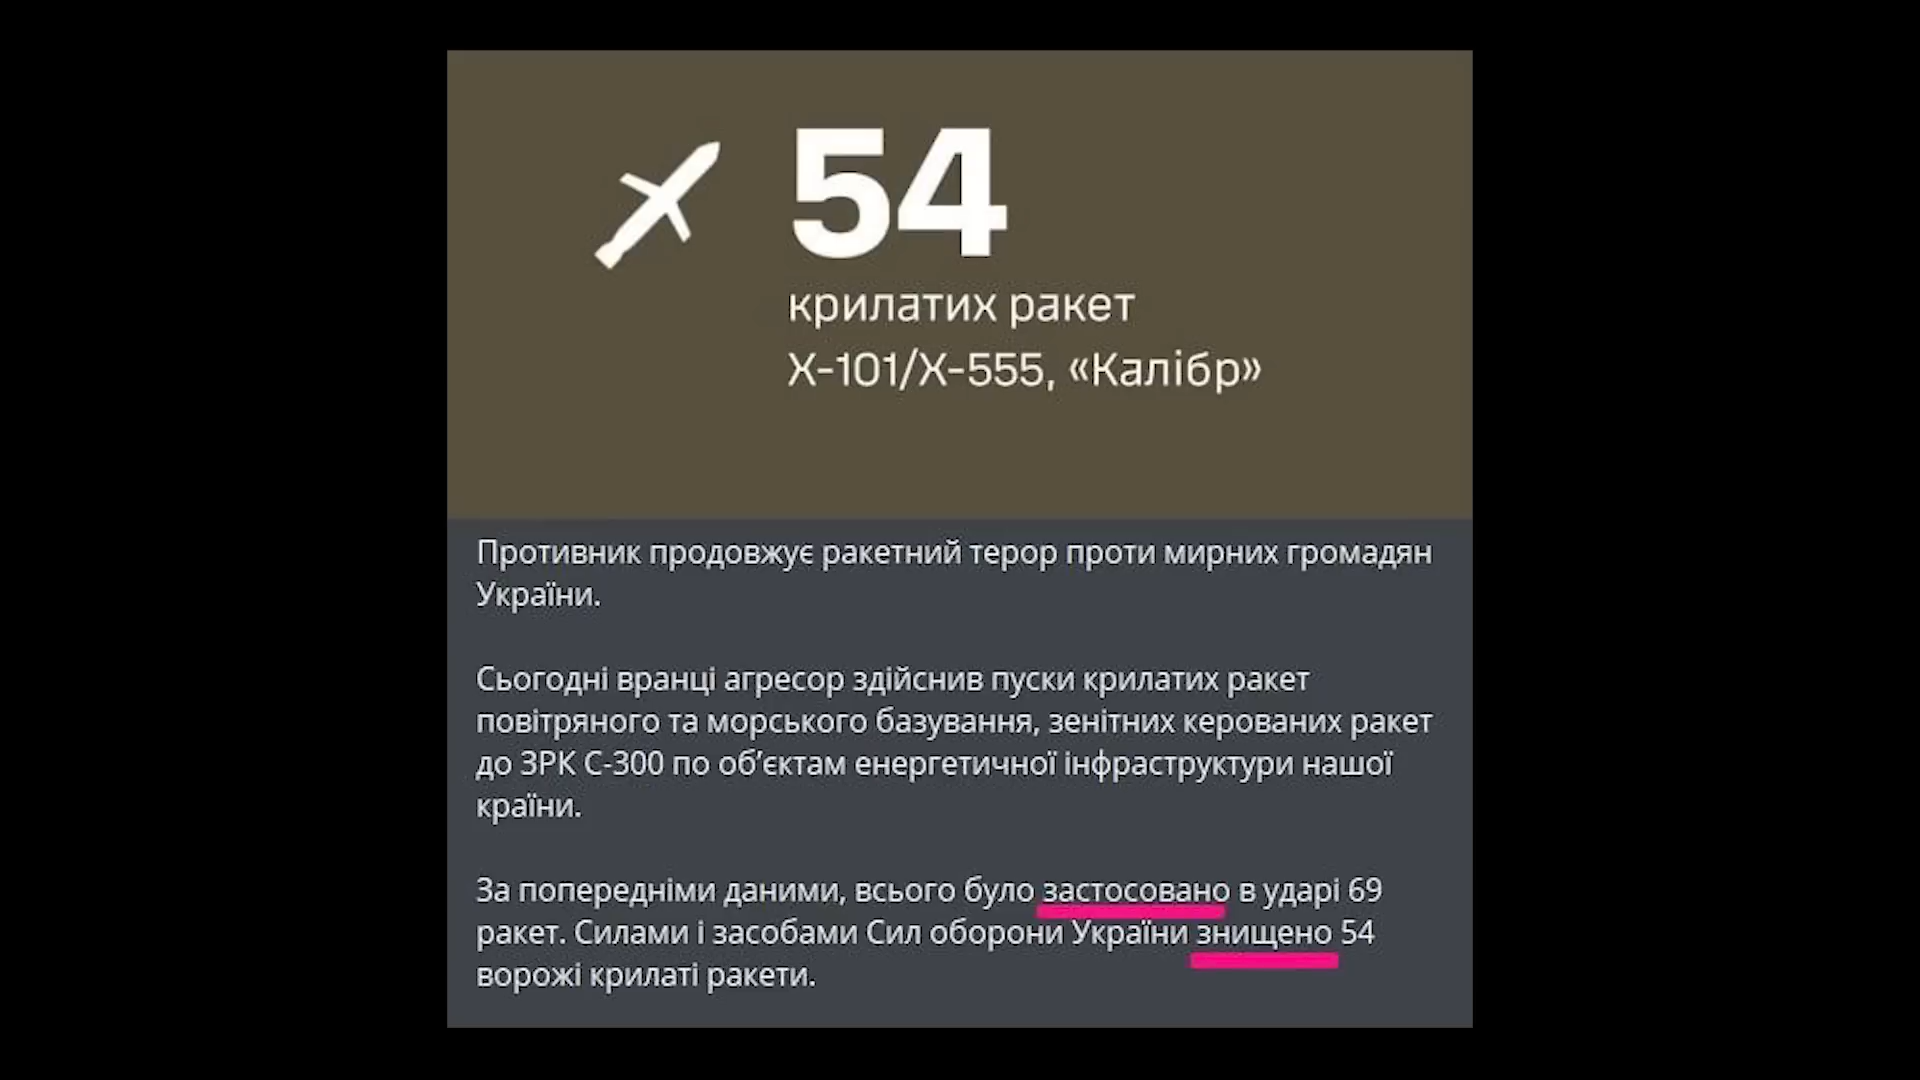 54
крилатих ракет
Х-101/Х-555, «Калібр»
Противник продовжує ракетний терор проти мирних громадян
України.
Сьогодні вранці агресор здійснив пуски крилатих ракет
повітряного та морського базування, зенітних керованих ракет
до ЗРК С-300 по об’єктам енергетичної інфраструктури нашої
країни.
За попередніми даними, всього було застосовано в ударі 69
ракет. Силами і засобами Сил оборони України знищено 54
ворожі крилаті ракети.